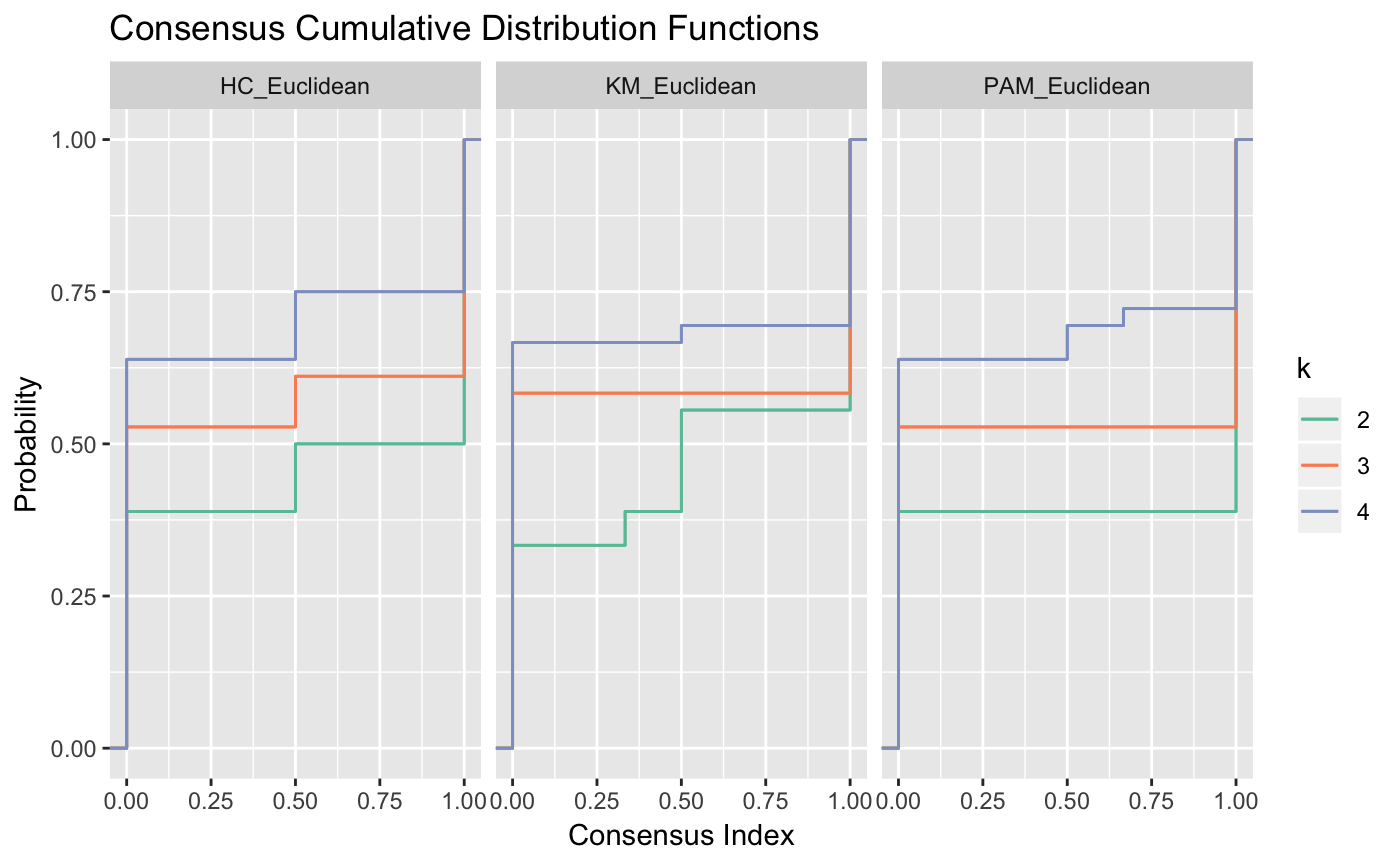 Consensus Cumulative Distribution Functions
HC_Euclidean KM_Euclidean PAM_Euclidean
1.00
0.75
0.50
0.25
0.00
Probability
0.00 0.25 0.50 0.75 1.00 0.00 0.25 0.50 0.75 1.00 0.00 0.25 0.50 0.75 1.00
Consensus Index
k
2
3
4